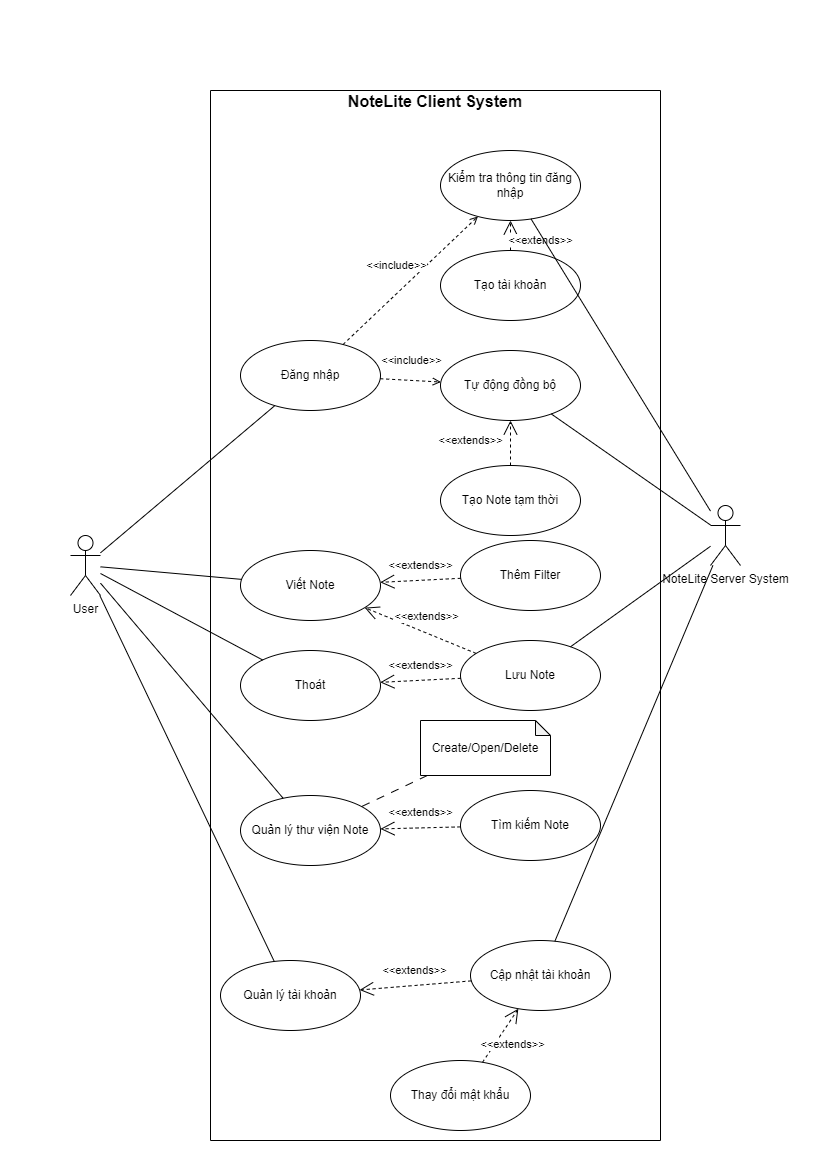 NoteLite Client System
Kiểm tra thông tin đăng
nhập
<<extends>>
<<include>>
Tạo tài khoản
<<include>>
Đăng nhập
Tự động đồng bộ
<<extends>>
Tạo Note tạm thời
<<extends>>
Thêm Filter
NoteLite Server System
Viết Note
User
<<extends>>
<<extends>>
Lưu Note
Thoát
Create/Open/Delete
<<extends>>
Tìm kiếm Note
Quản lý thư viện Note
<<extends>>
Cập nhật tài khoản
Quản lý tài khoản
<<extends>>
Thay đổi mật khẩu